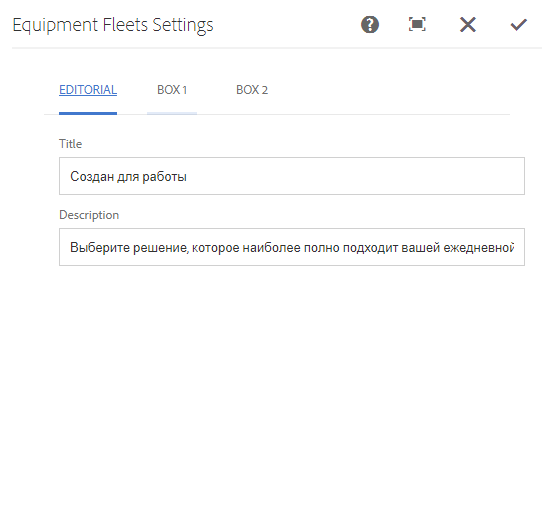 Equipment Fleets Settings
EDITORIAL BOX 1 BOX 2
Title
Создан для работы
Description
Выберите решение, которое наиболее полно подходит вашей ежедневной